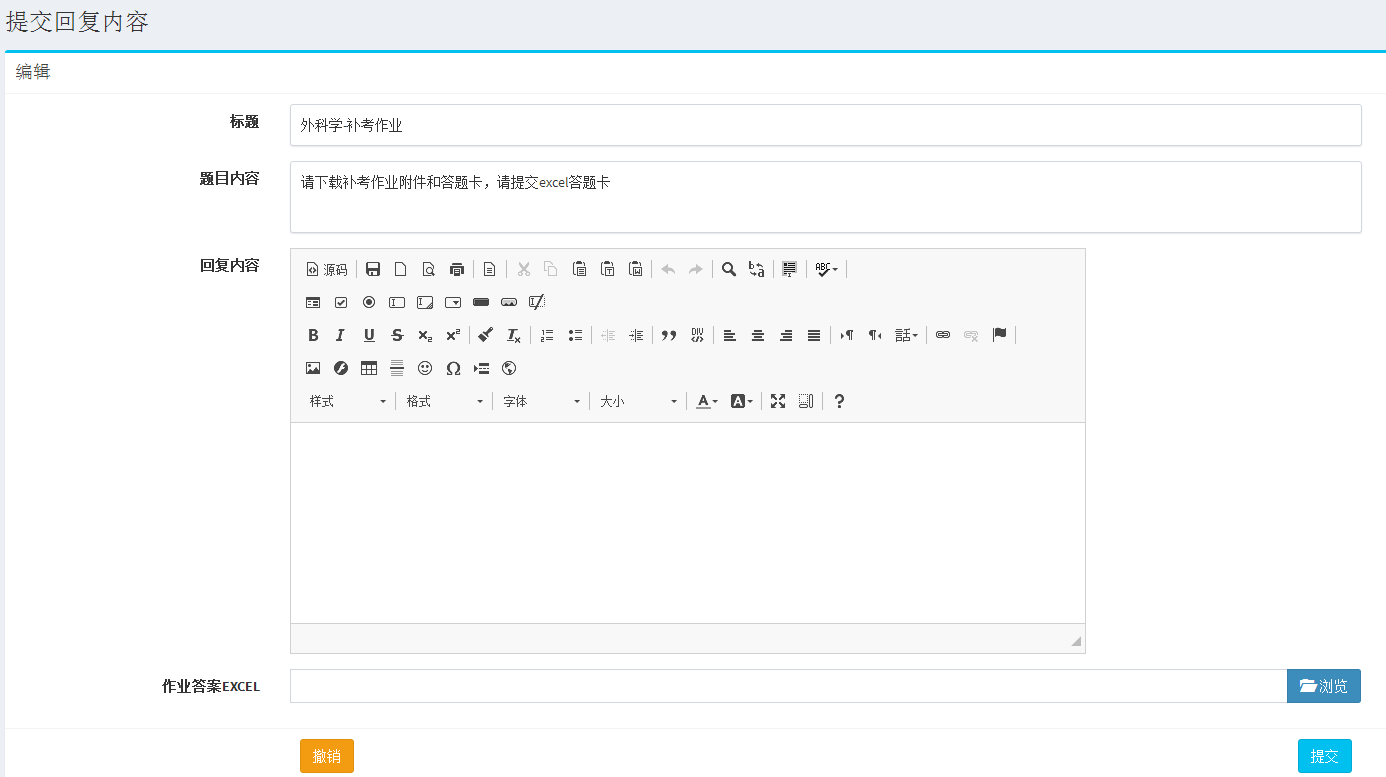 提交回复内容
编辑
标题
外科学-补考作业
题目内容
请下载补考作业附件和答题卡，请提交excel答题卡
回复内容
源码
样式 格式 字体 大小
作业答案EXCEL
浏览
撤销 提交